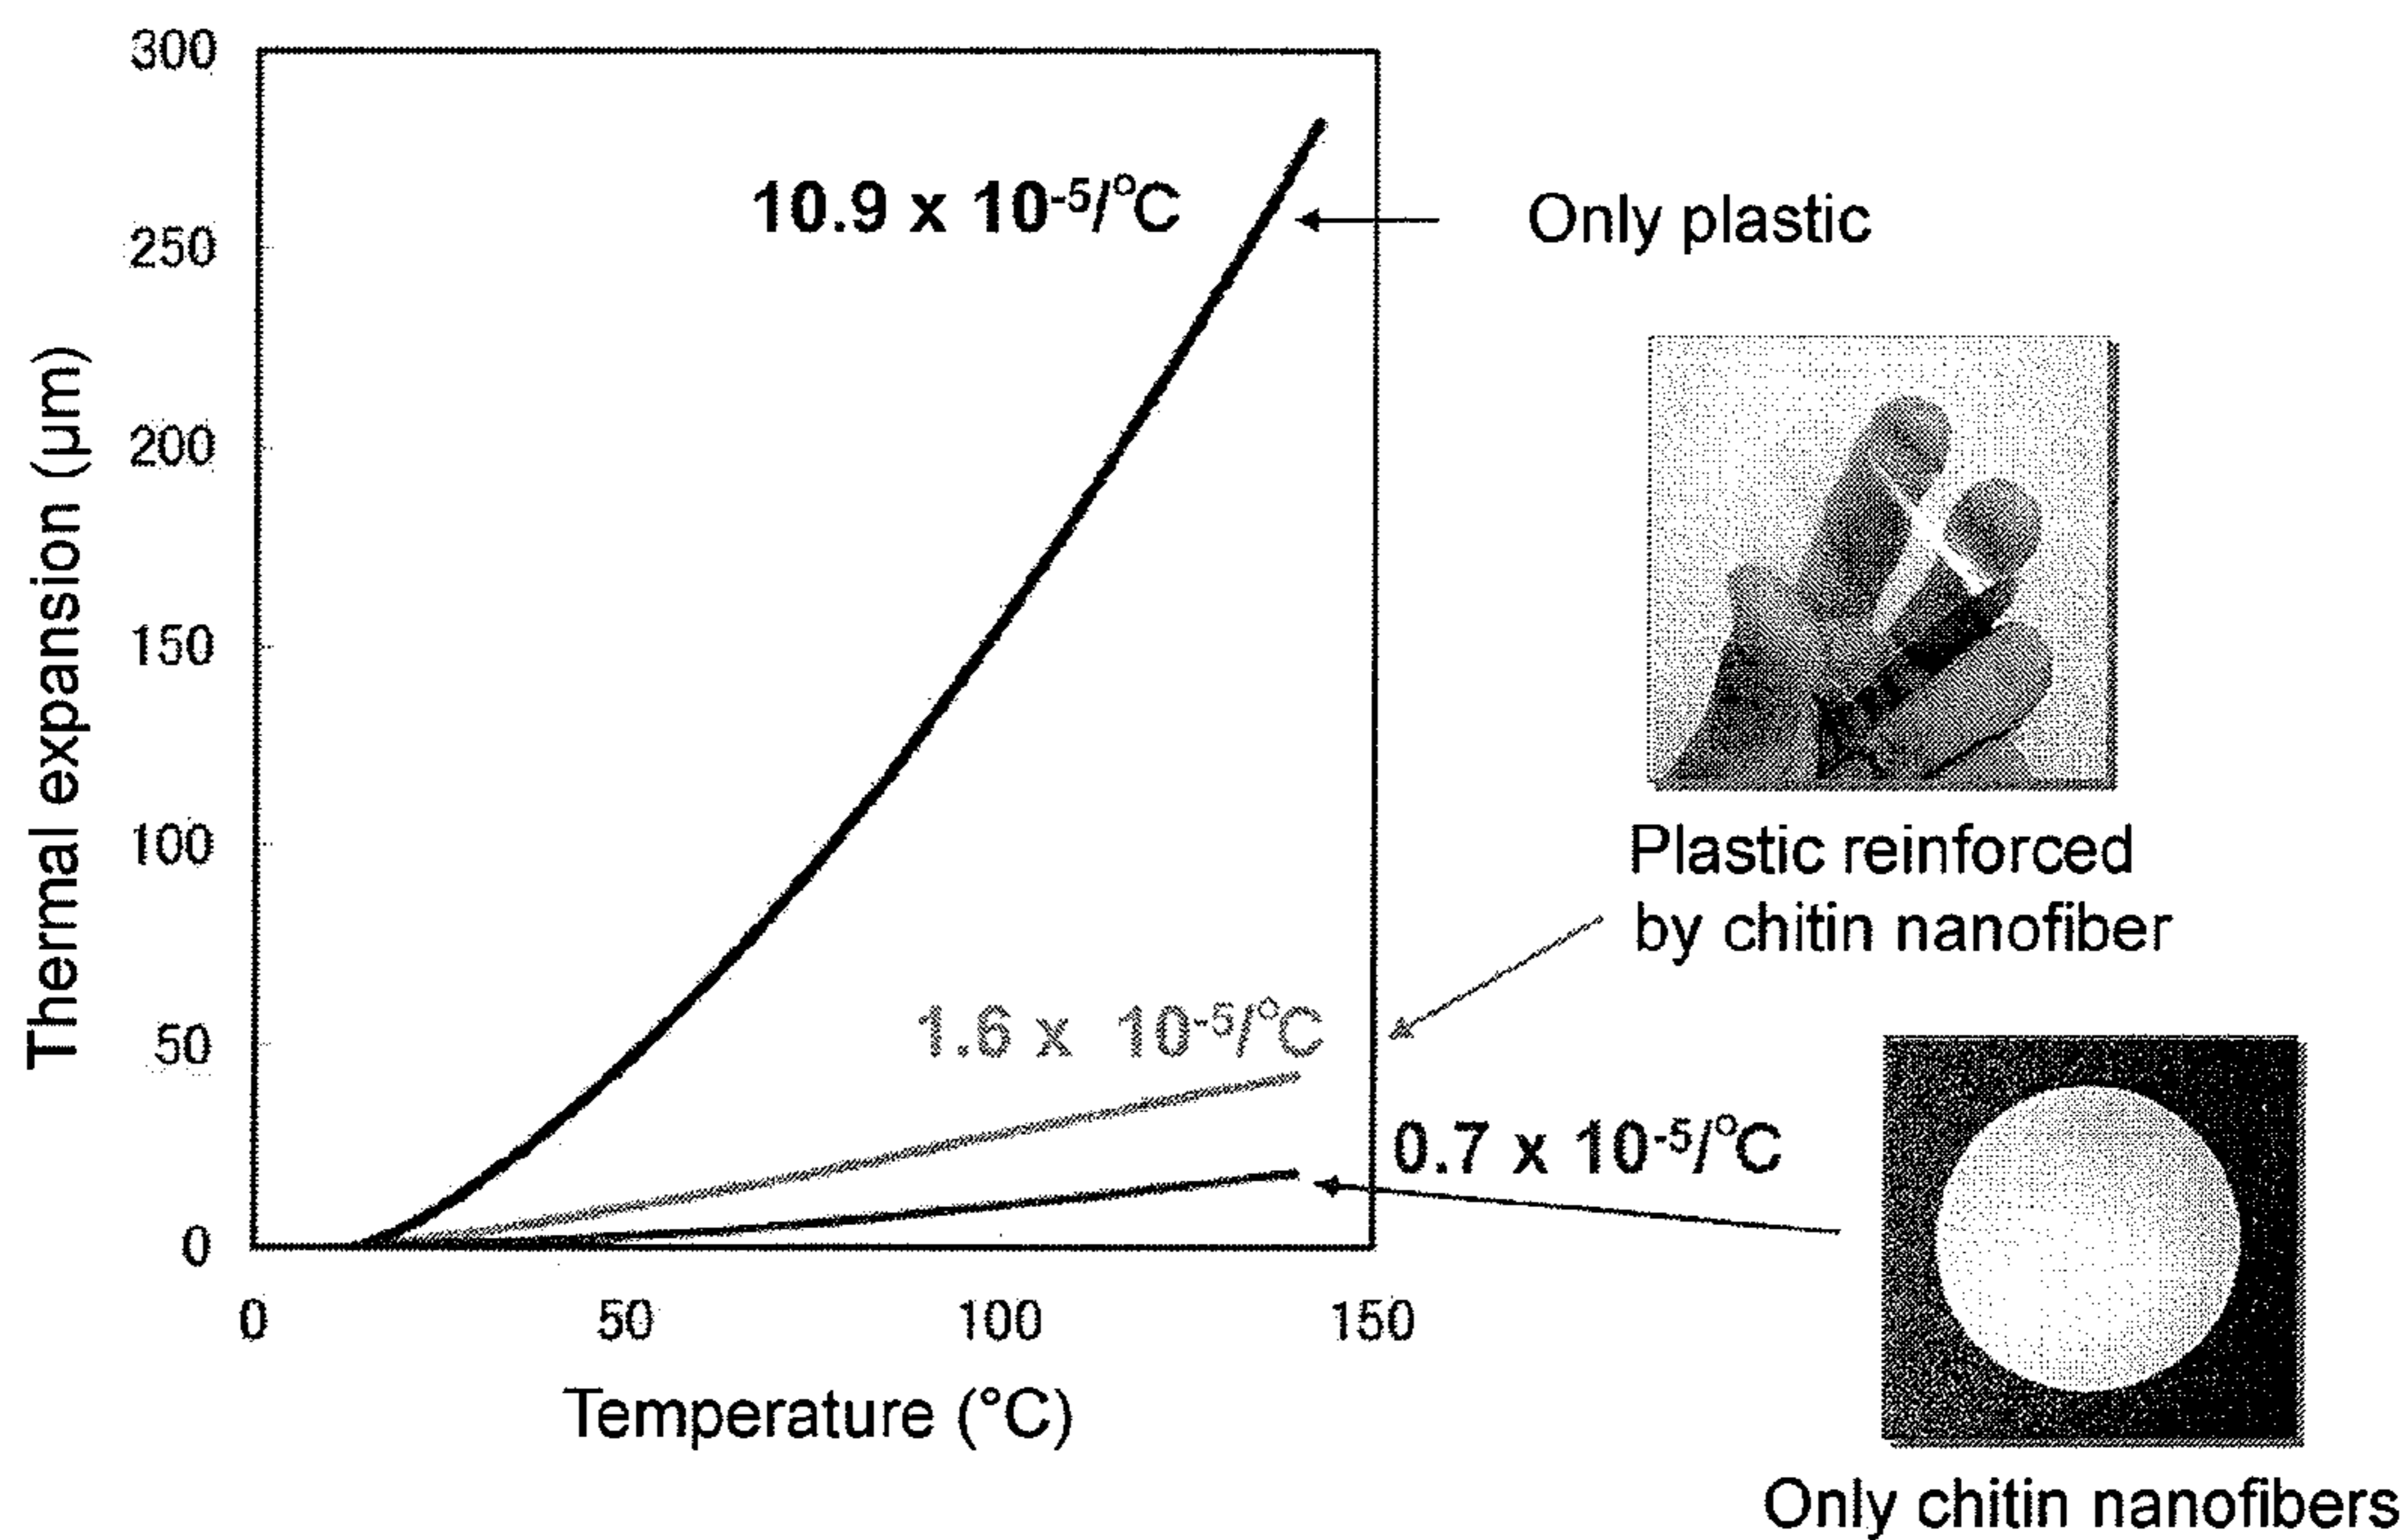 300
250
200
150
100
50
0
Thermal expansion (μm)
0 50 100 150
Temperature (°C)
10.9 x 10-5/°C
Only plastic
Plastic reinforced
by chitin nanofiber
1.6 x 10-5/°C
0.7 x 10-5/°C
Only chitin nanofibers